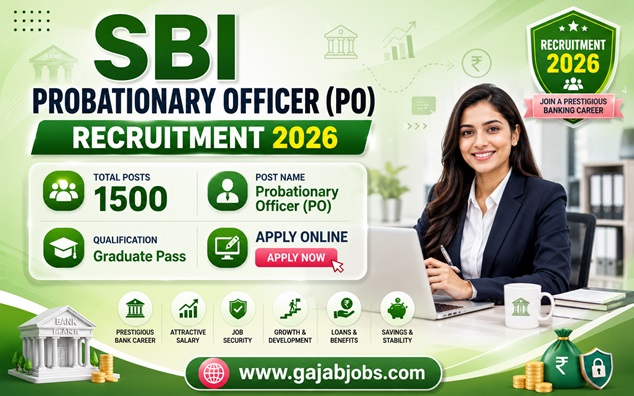 SBI
PROBATIONARY OFFICER (PO)
RECRUITMENT 2026
RECRUITMENT
2026
JOIN A PRESTIGIOUS
BANKING CAREER
TOTAL POSTS
1500
POST NAME
Probationary
Officer (PO)
QUALIFICATION
Graduate Pass
APPLY ONLINE
APPLY NOW
PRESTIGIOUS
BANK CAREER
ATTRACTIVE
SALARY
JOB
SECURITY
GROWTH &
DEVELOPMENT
LOANS &
BENEFITS
SAVINGS &
STABILITY
BANK
₹
www.gajabjobs.com